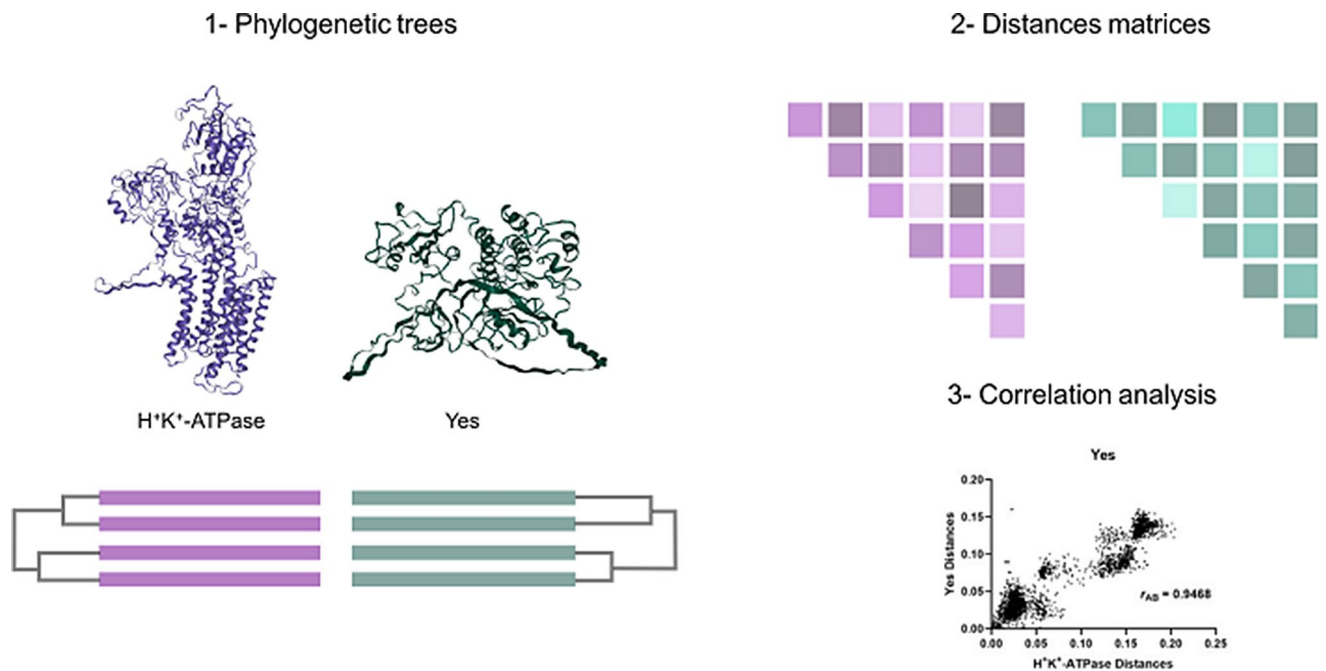 1- Phylogenetic trees
H⁺K⁺-ATPase
Yes
2- Distances matrices
3- Correlation analysis
Yes
Yes Distances
0.20
0.15
0.10
0.05
0.00
r_AB = 0.9468
0.00 0.05 0.10 0.15 0.20 0.25
H⁺K⁺-ATPase Distances